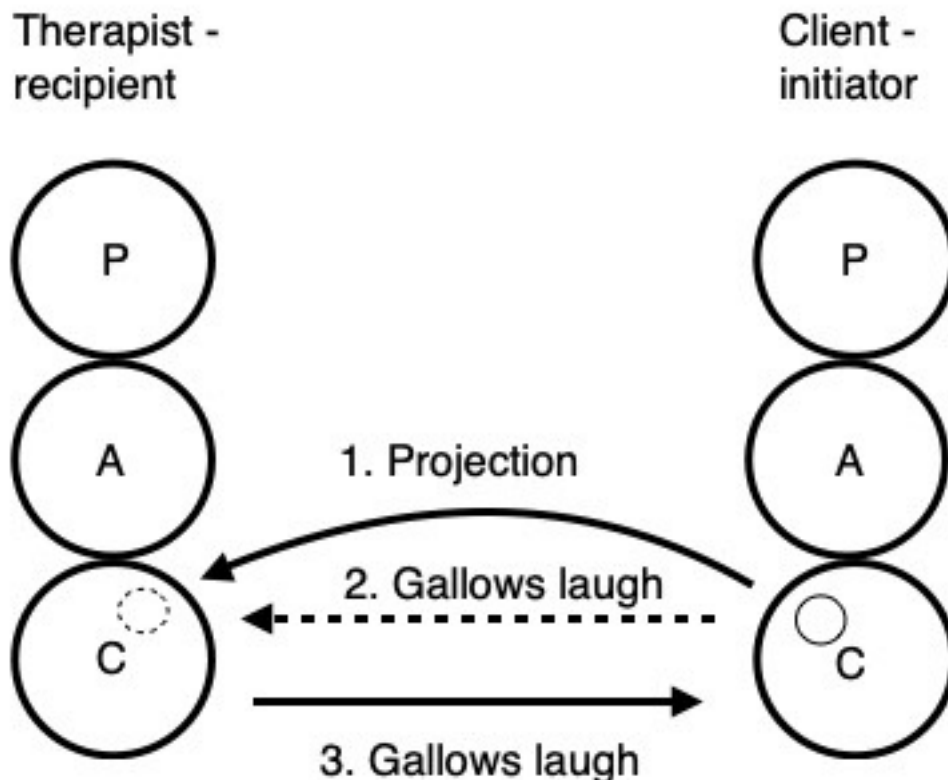 Therapist -
recipient
Client -
initiator
P
P
A
A
1. Projection
2. Gallows laugh
C
C
3. Gallows laugh